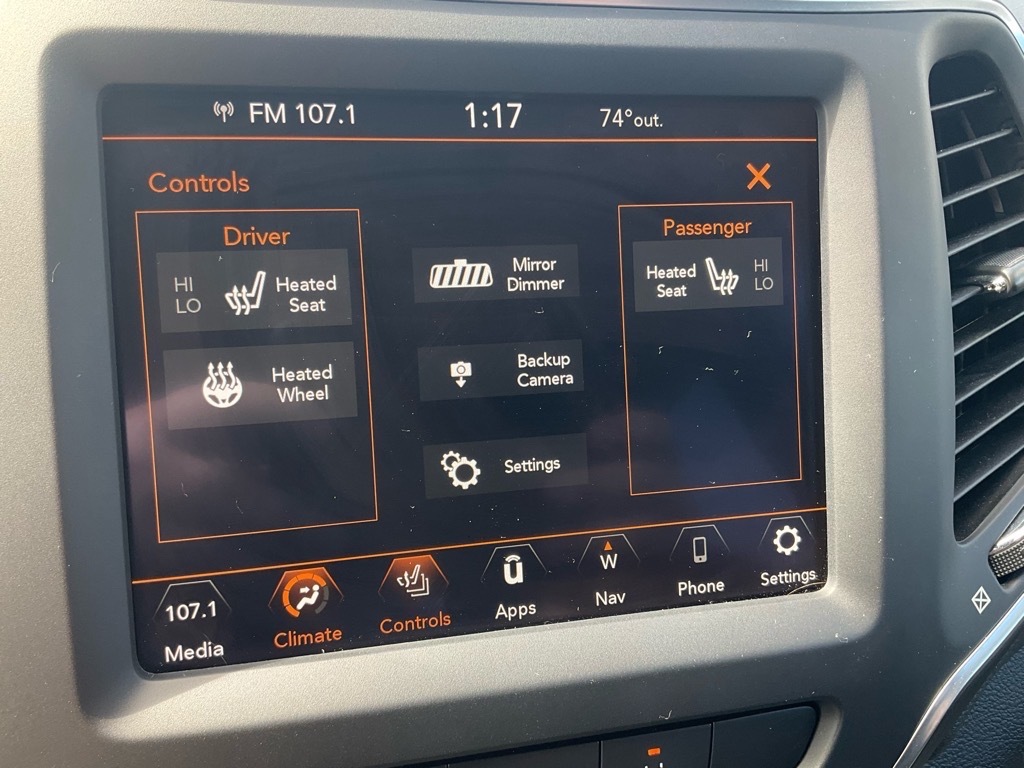 FM 107.1 1:17 74°out.
Controls
Driver
HI
LO
Heated
Seat
Heated
Wheel
Mirror
Dimmer
Backup
Camera
Settings
Passenger
Heated
Seat
HI
LO
107.1
Media
Climate
Controls
Apps
W
Nav
Phone
Settings